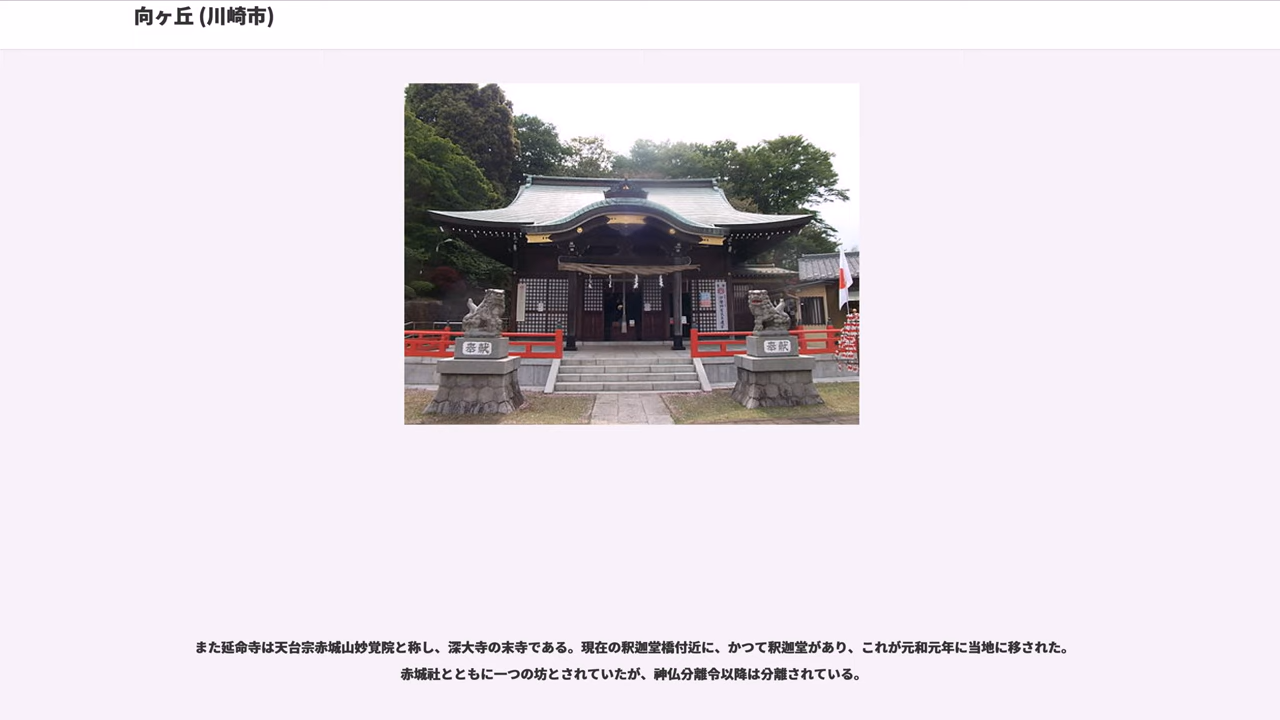 向ヶ丘 (川崎市)
奉献
奉献
また延命寺は天台宗赤城山妙覚院と称し、深大寺の末寺である。現在の釈迦堂橋付近に、かつて釈迦堂があり、これが元和元年に当地に移された。
赤城社とともに一つの坊とされていたが、神仏分離令以降は分離されている。